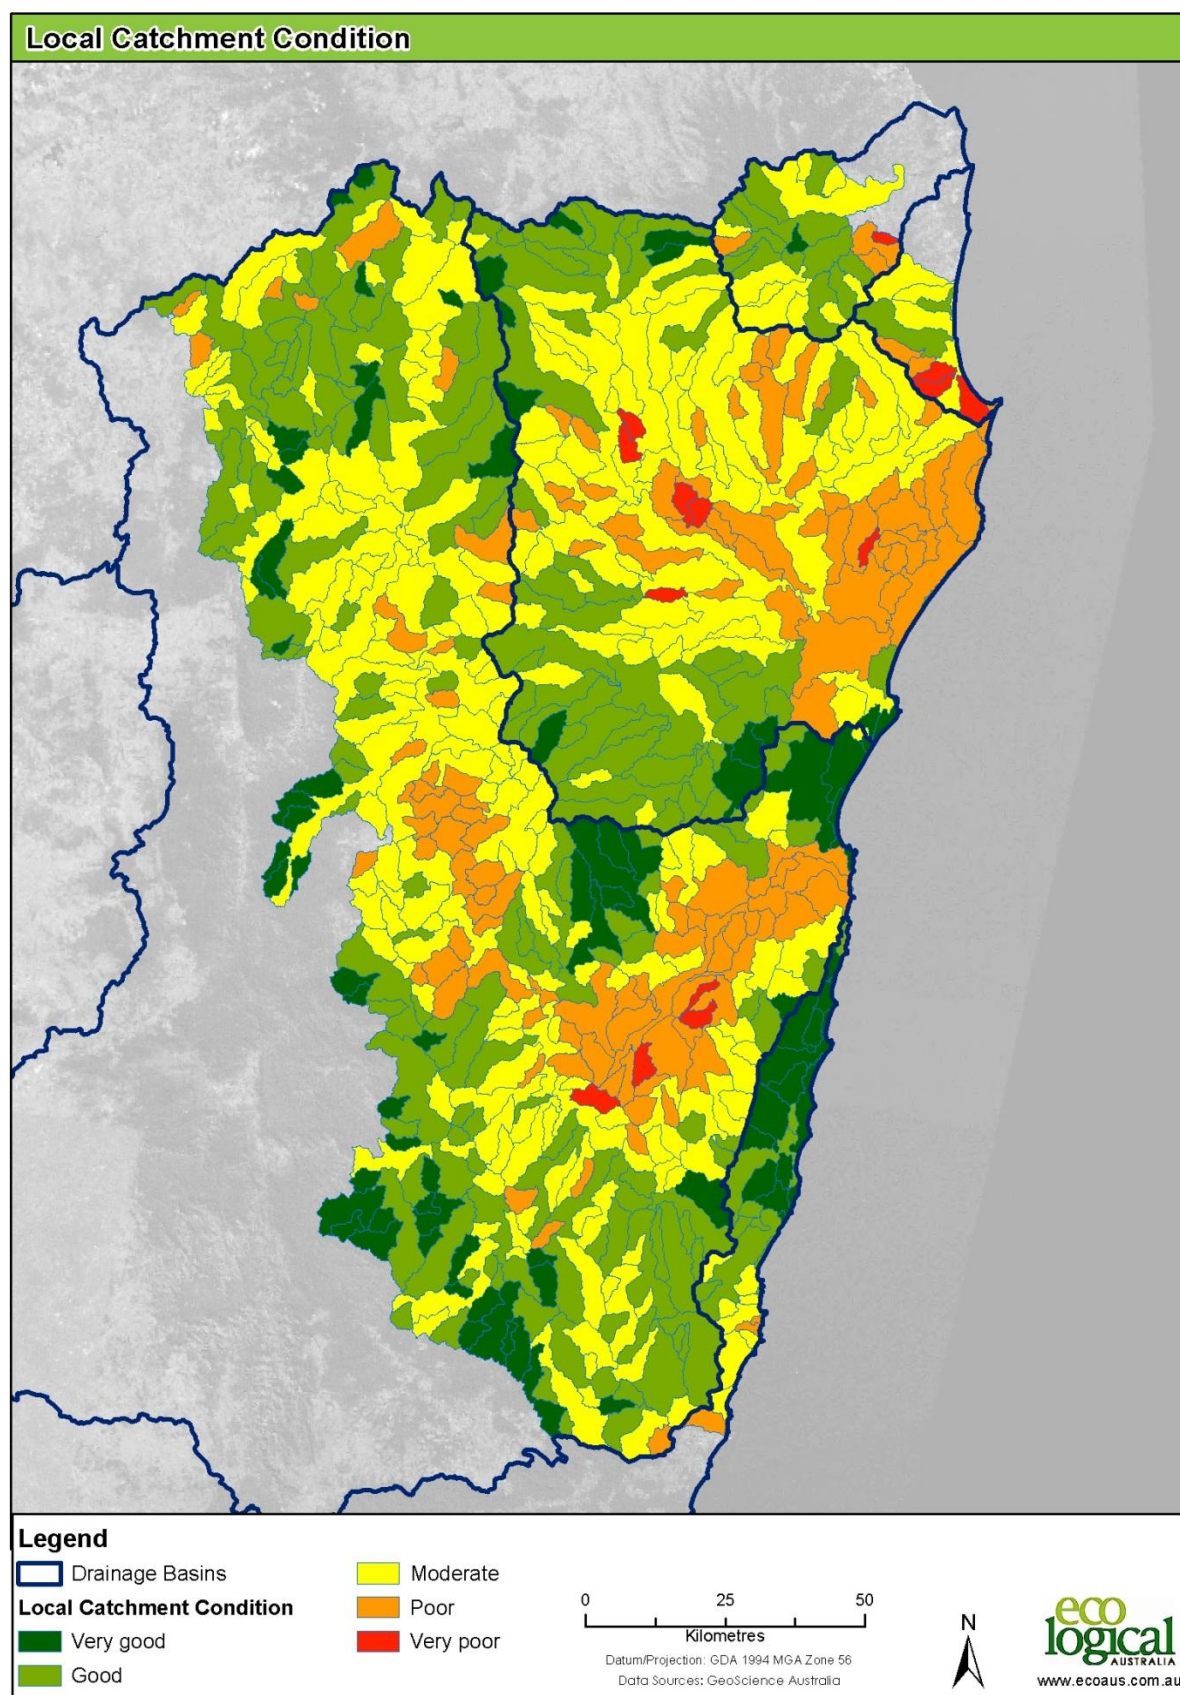 Local Catchment Condition
Legend
Drainage Basins
Local Catchment Condition
Very good
Good
Moderate
Poor
Very poor
0 25 50
Kilometres
Datum/Projection: GDA 1994 MGA Zone 56
Data Sources: GeoScience Australia
N
eco
logical
AUSTRALIA
www.ecoaus.com.au